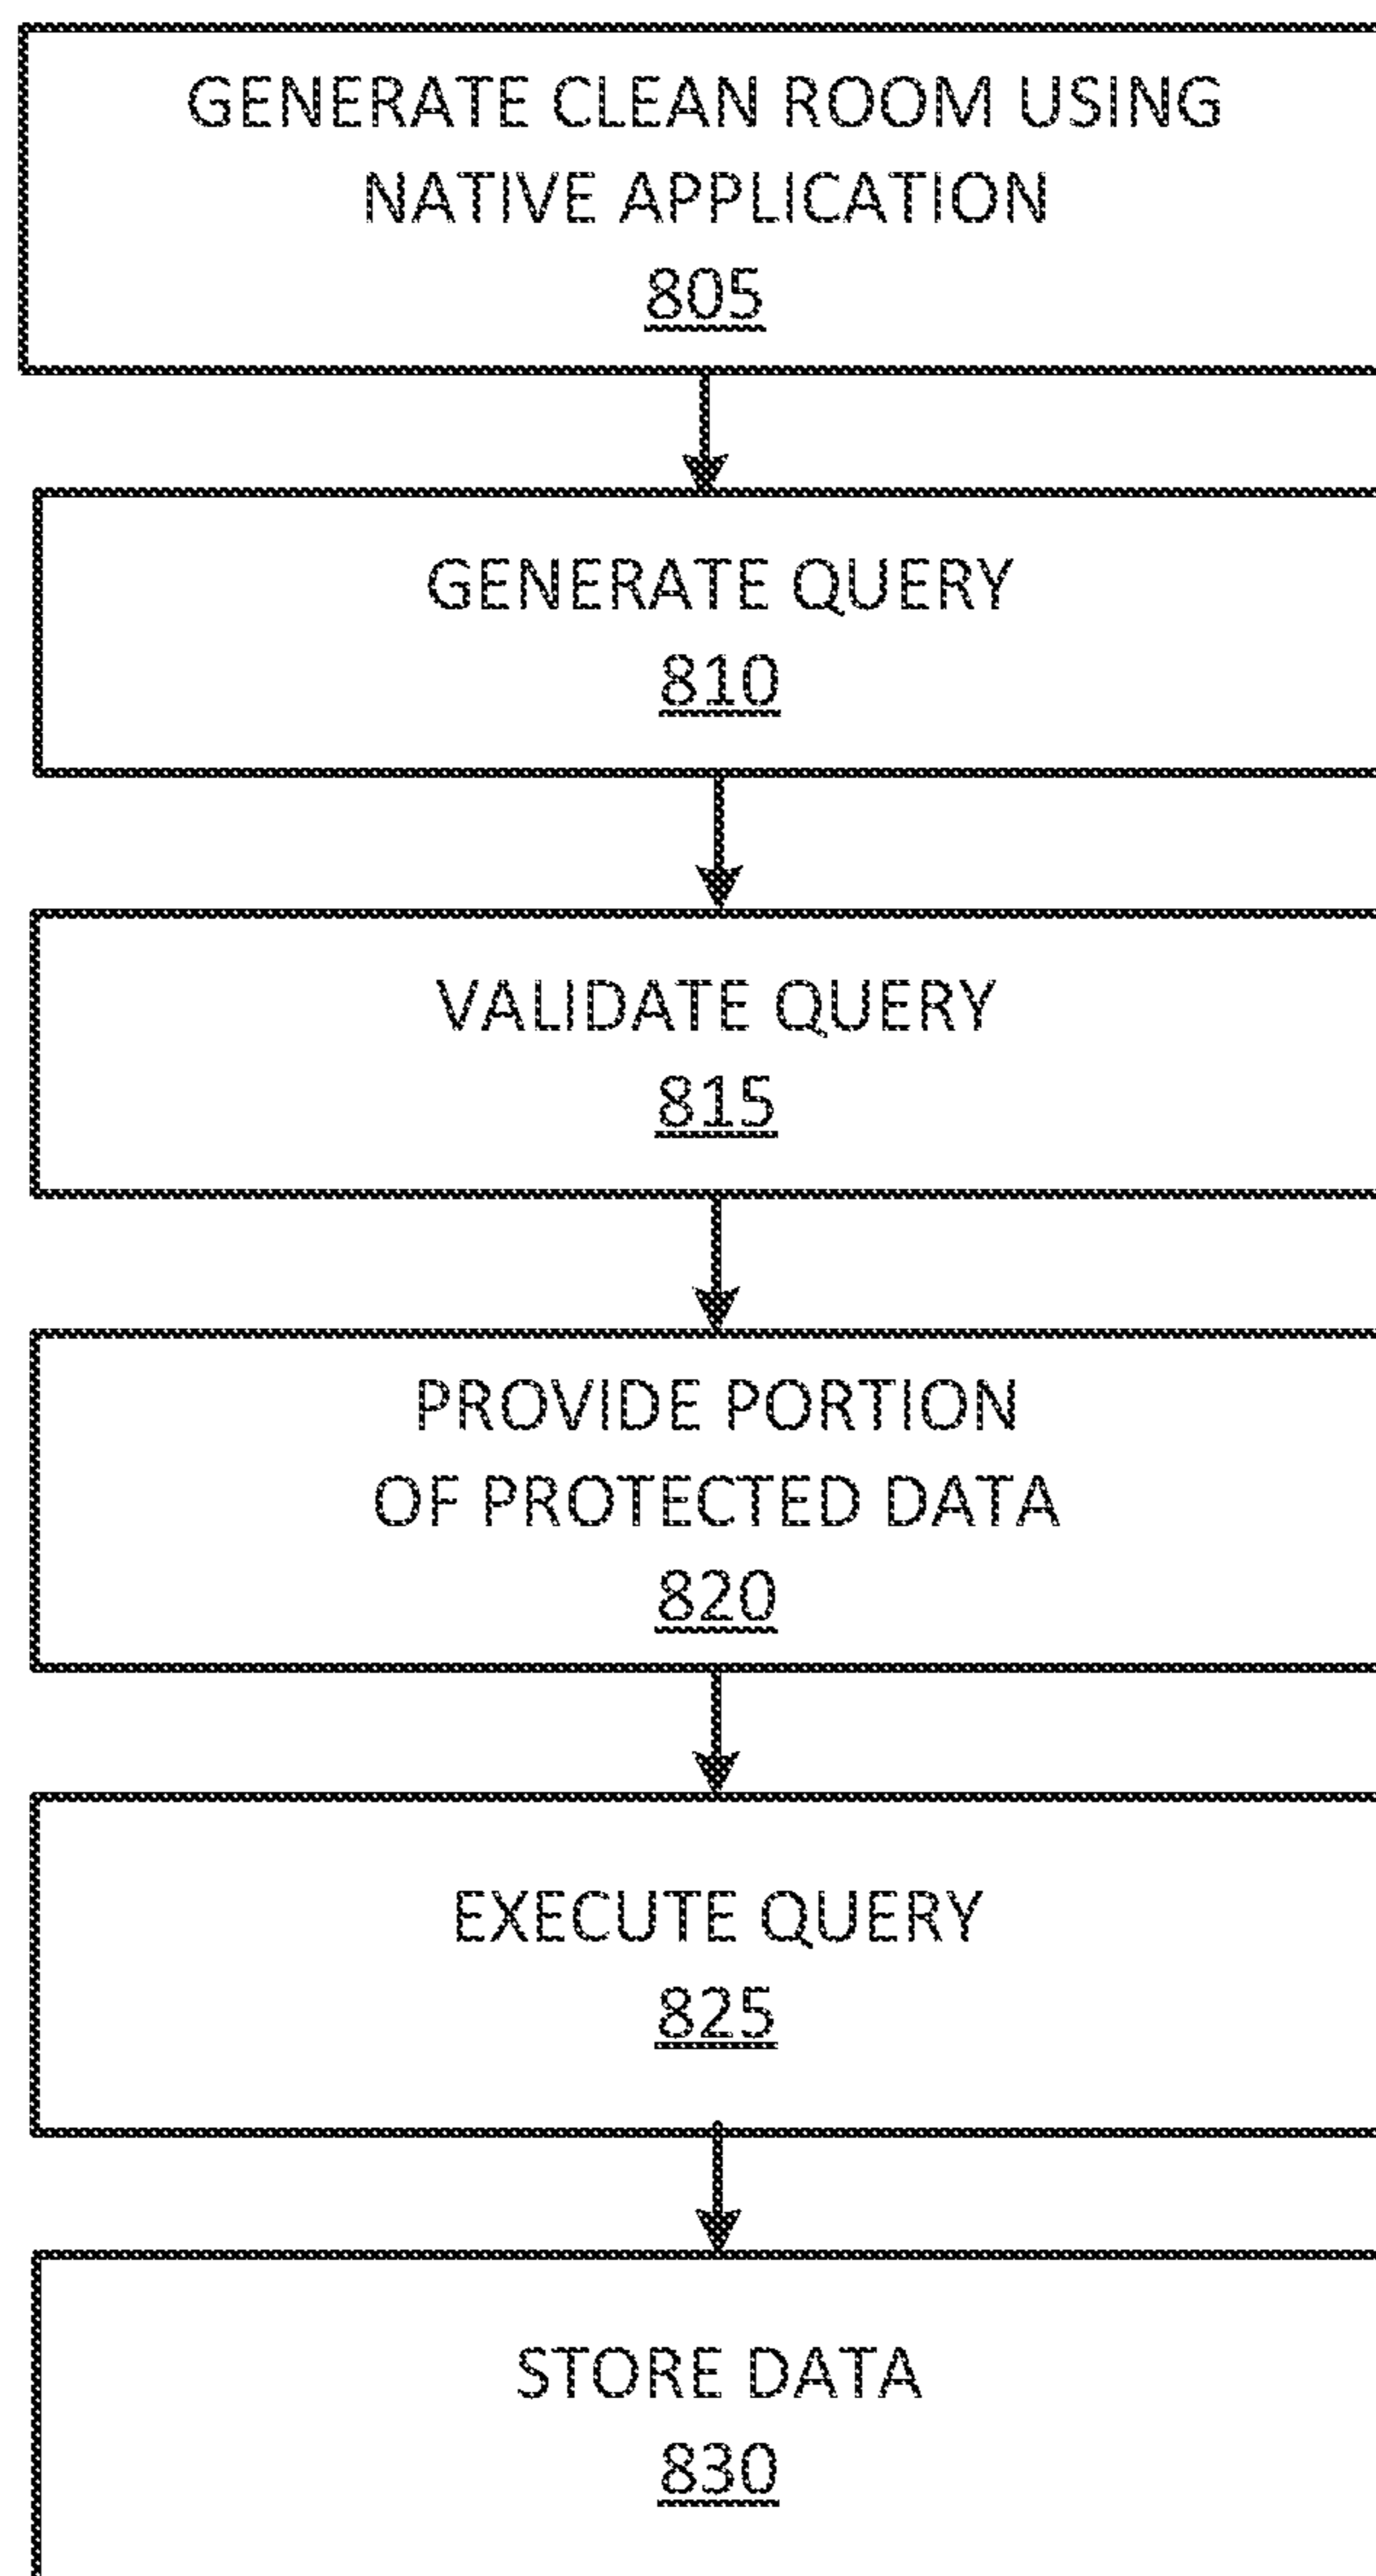 GENERATE CLEAN ROOM USING
NATIVE APPLICATION
805
GENERATE QUERY
810
VALIDATE QUERY
815
PROVIDE PORTION
OF PROTECTED DATA
820
EXECUTE QUERY
825
STORE DATA
830